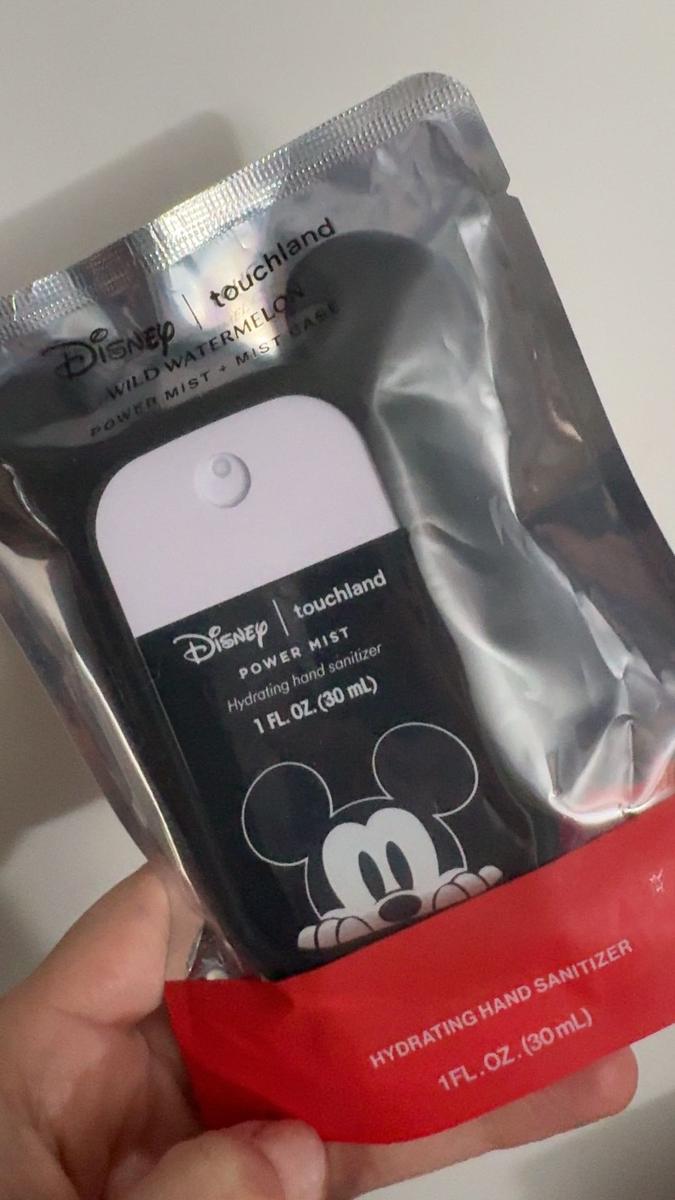 Disney | touchland
WILD WATERMELON
POWER MIST + MIST CASE
Disney | touchland
POWER MIST
Hydrating hand sanitizer
1 FL. OZ. (30 mL)
HYDRATING HAND SANITIZER
1 FL. OZ. (30 mL)